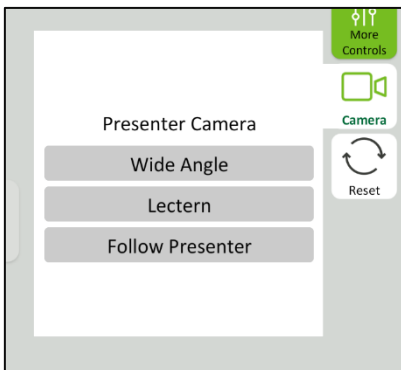 More
Controls
Camera
Presenter Camera
Wide Angle
Reset
Lectern
Follow Presenter